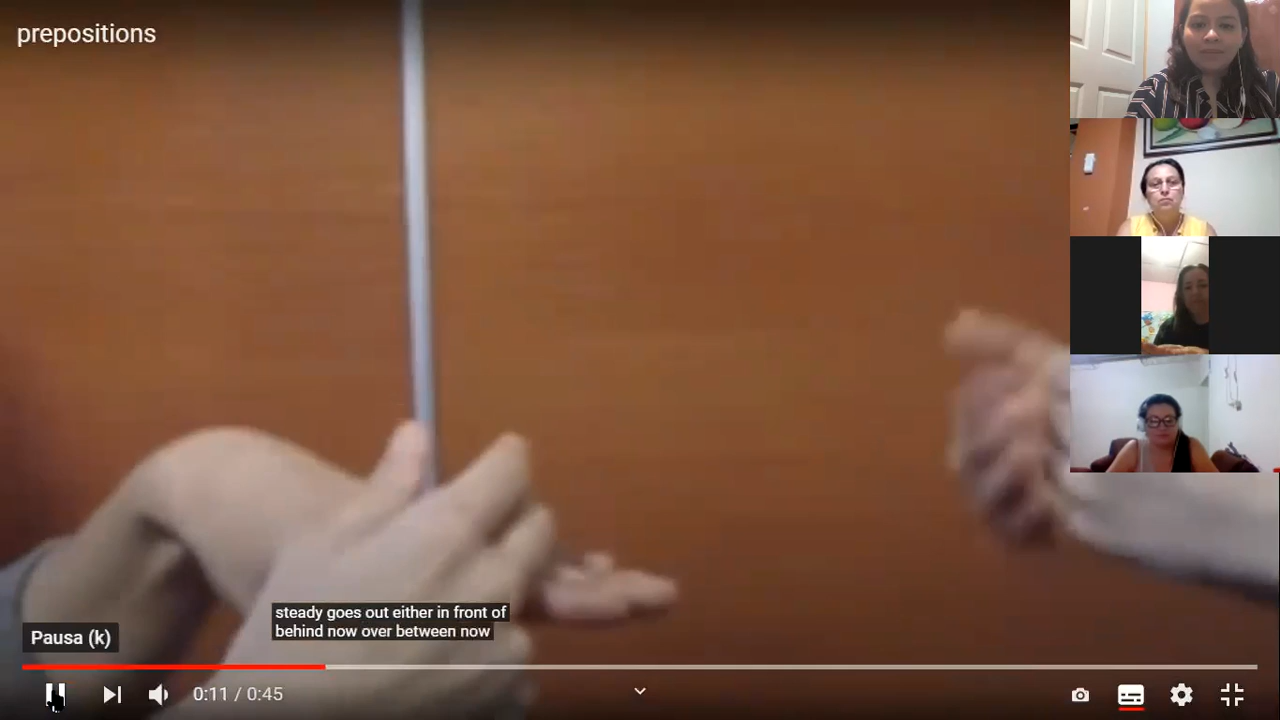 prepositions
steady goes out either in front of
behind now over between now
Pausa (k)
0:11 / 0:45